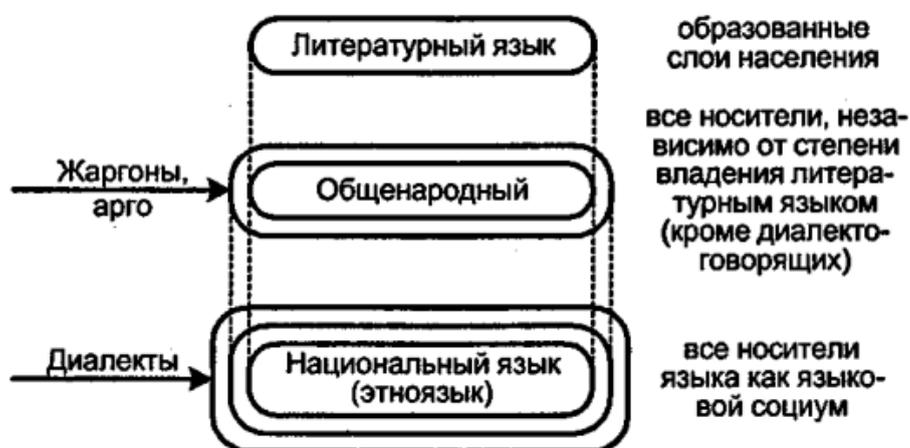 Литературный язык
образованные
слои населения
Жаргоны,
арго
Общенародный
все носители, неза-
висимо от степени
владения литера-
турным языком
(кроме диалекто-
говорящих)
Диалекты
Национальный язык
(этноязык)
все носители
языка как языко-
вой социум